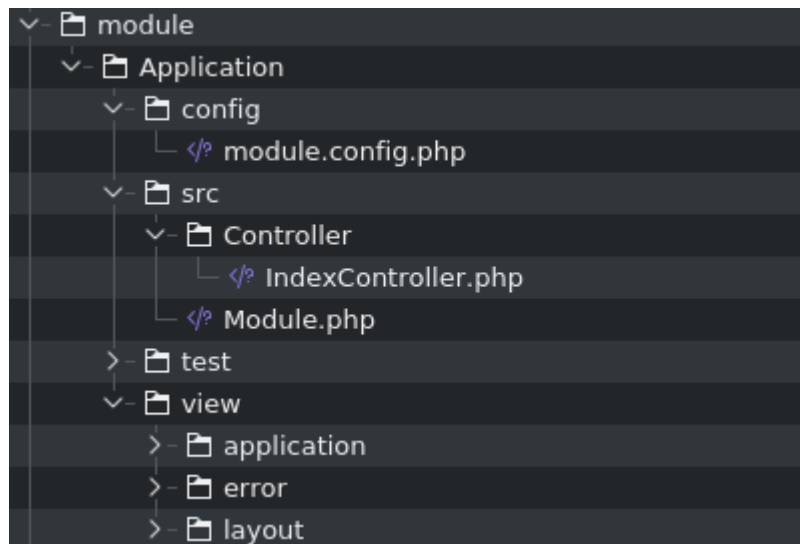 module
Application
config
module.config.php
src
Controller
IndexController.php
Module.php
test
view
application
error
layout